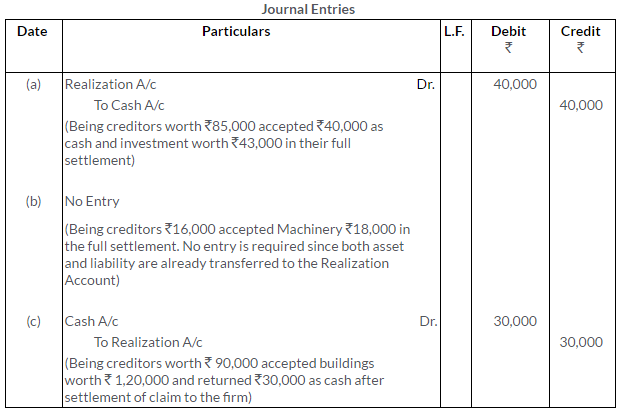 Journal Entries
Date Particulars L.F. Debit ₹ Credit ₹
(a) Realization A/c Dr. 40,000
To Cash A/c 40,000
(Being creditors worth ₹85,000 accepted ₹40,000 as
cash and investment worth ₹43,000 in their full
settlement)
(b) No Entry
(Being creditors ₹16,000 accepted Machinery ₹18,000 in
the full settlement. No entry is required since both asset
and liability are already transferred to the Realization
Account)
(c) Cash A/c Dr. 30,000
To Realization A/c 30,000
(Being creditors worth ₹ 90,000 accepted buildings
worth ₹ 1,20,000 and returned ₹30,000 as cash after
settlement of claim to the firm)